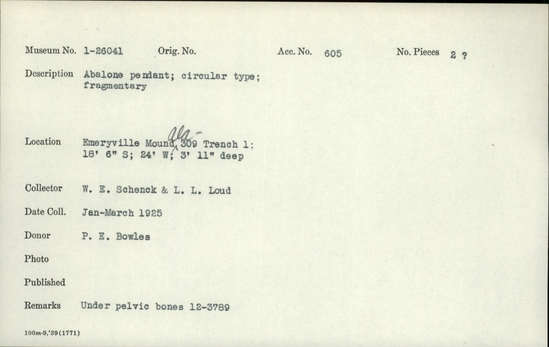 Museum No. 1-26041 Orig. No. Acc. No. 605 No. Pieces 2 ?
Description Abalone pendant; circular type;
fragmentary
Location Emeryville Mound, Ala- 309 Trench 1:
18' 6" S; 24' W; 3' 11" deep
Collector W. E. Schenck & L. L. Loud
Date Coll. Jan-March 1925
Donor P. E. Bowles
Photo
Published
Remarks Under pelvic bones 12-3789
100m-9,'39(1771)